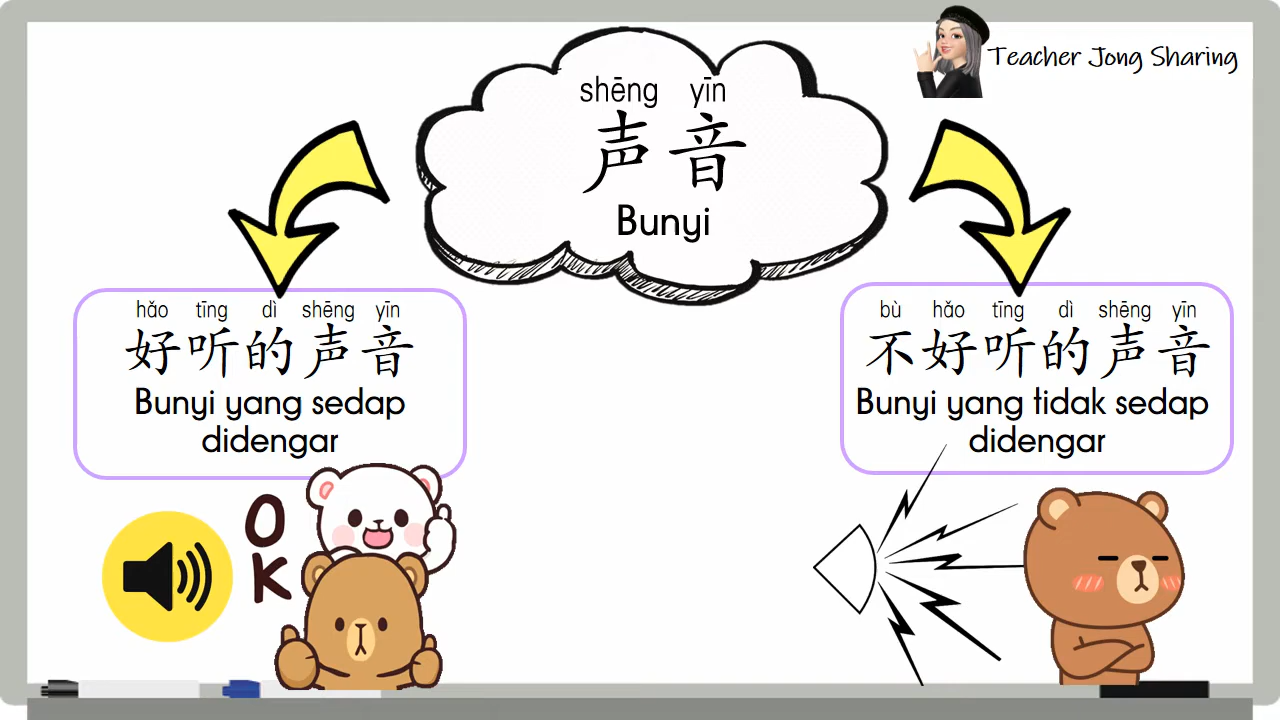 Teacher Jong Sharing
shēng yīn
声音
Bunyi
hǎo tīng dì shēng yīn
好听的声音
Bunyi yang sedap
didengar
bù hǎo tīng dì shēng yīn
不好听的声音
Bunyi yang tidak sedap
didengar
O
K